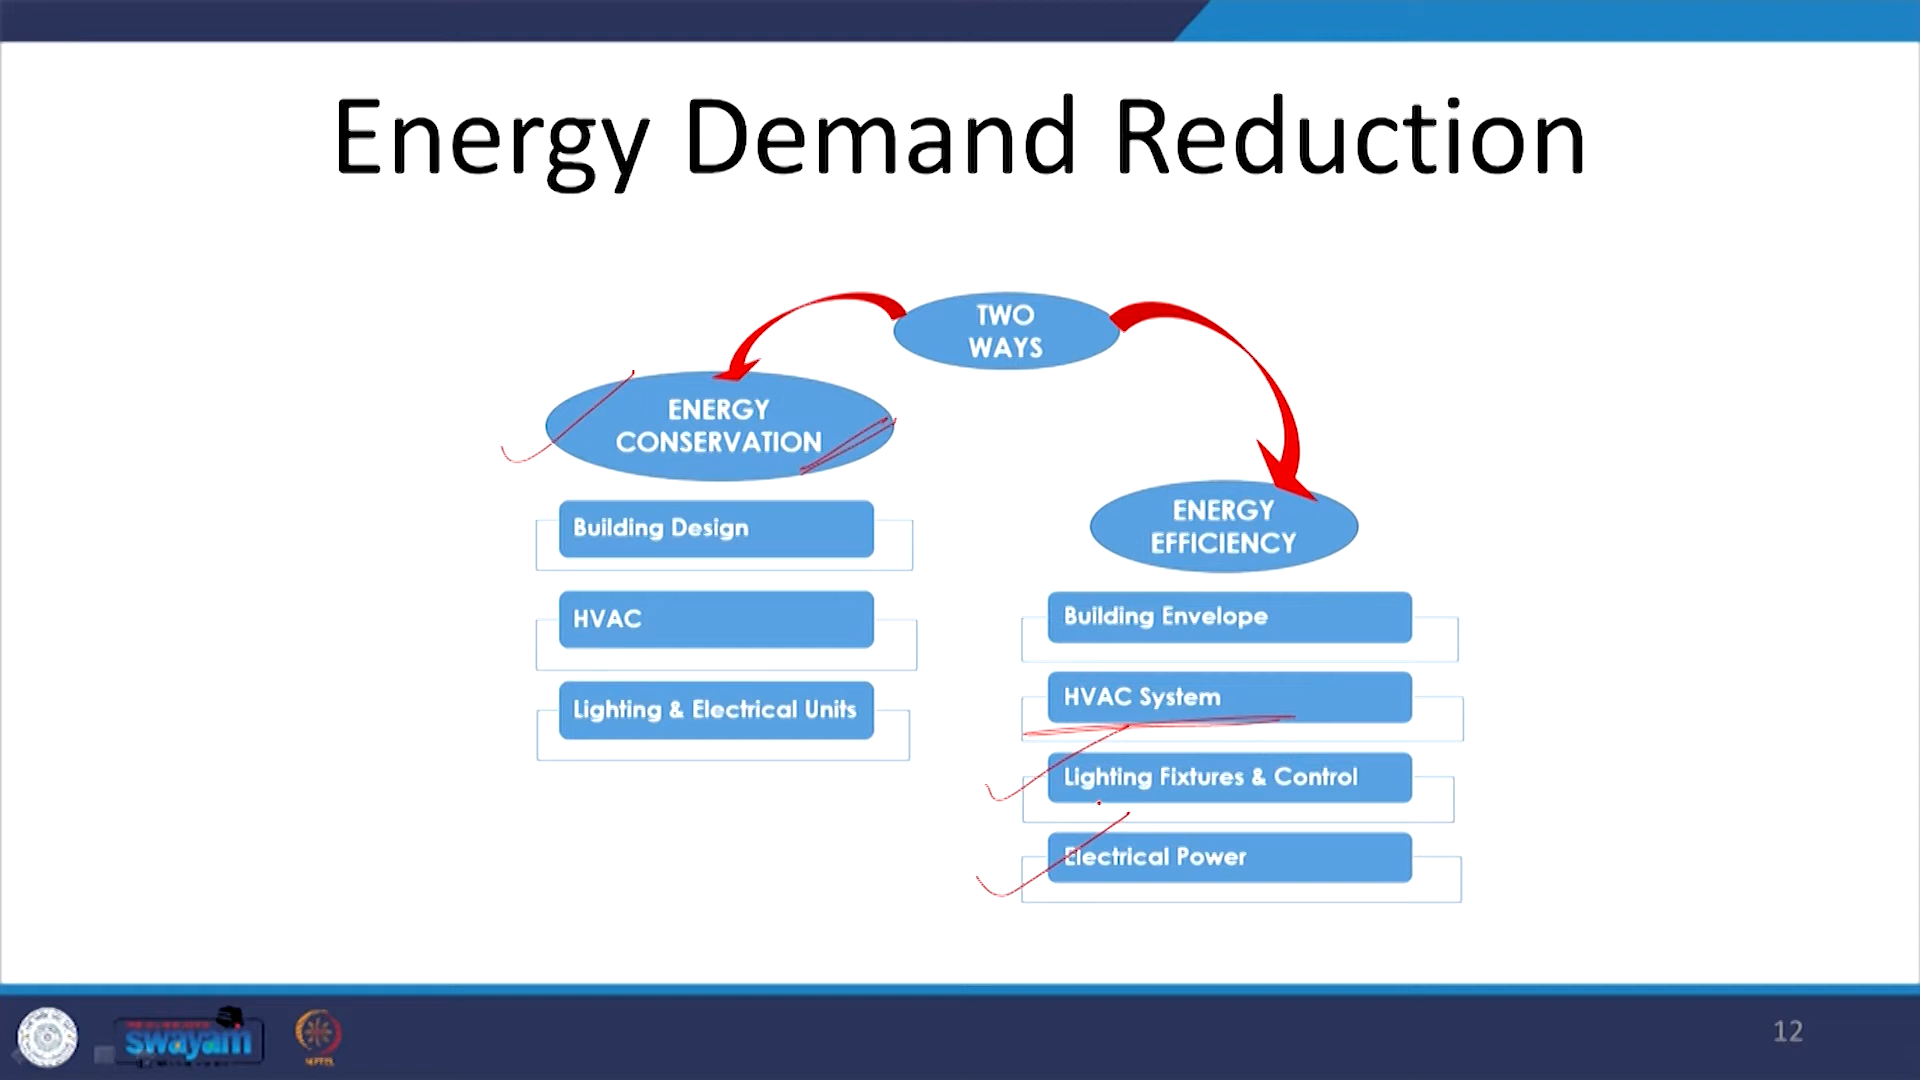 Energy Demand Reduction
TWO
WAYS
ENERGY
CONSERVATION
Building Design
HVAC
Lighting & Electrical Units
ENERGY
EFFICIENCY
Building Envelope
HVAC System
Lighting Fixtures & Control
Electrical Power
swayam
12